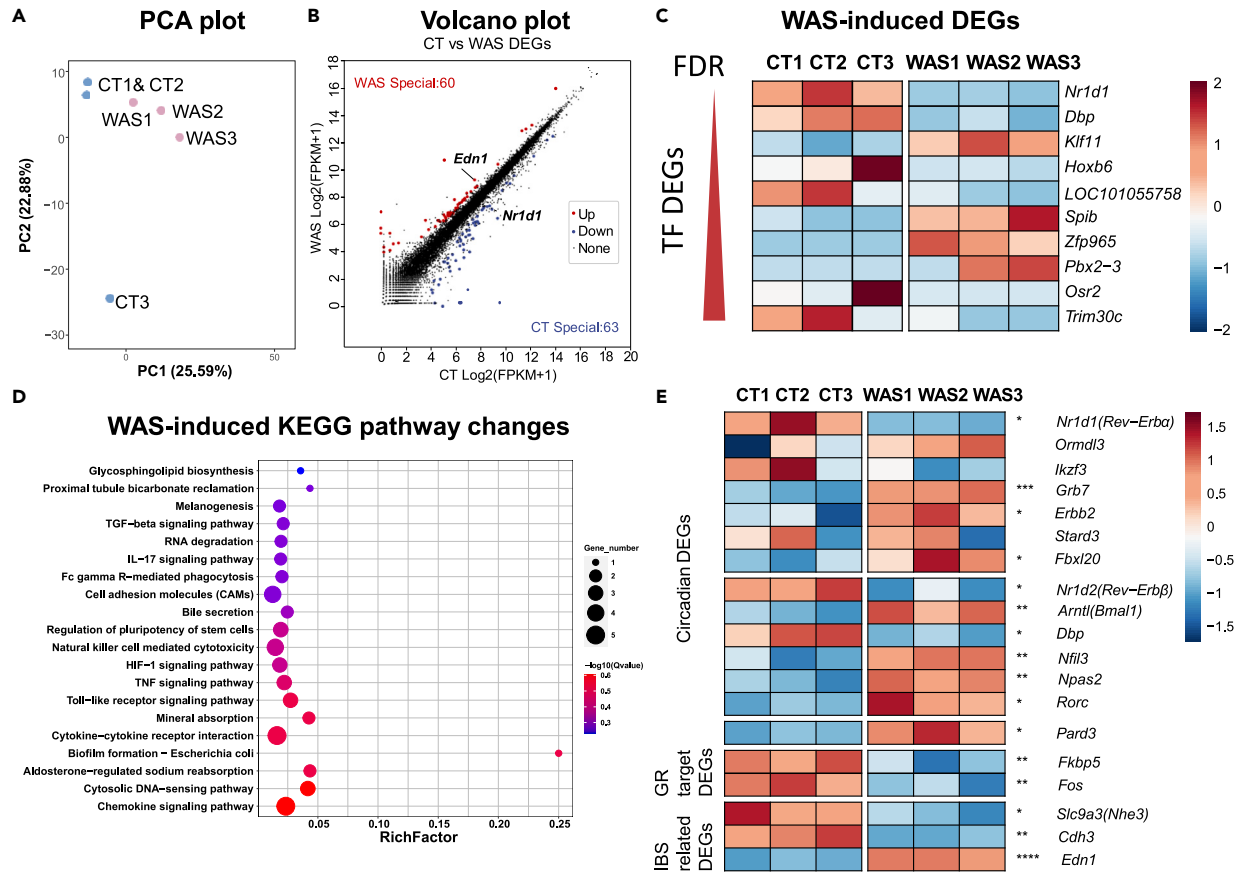 A
PCA plot
10
0
−10
−20
−30
PC2 (22.88%)
CT1& CT2
WAS1
WAS2
WAS3
CT3
0
50
PC1 (25.59%)
B
Volcano plot
CT vs WAS DEGs
18
16
14
12
10
8
6
4
2
0
WAS Log2(FPKM+1)
WAS Special:60
Edn1
Nr1d1
Up
Down
None
CT Special:63
0 2 4 6 8 10 12 14 16 18 20
CT Log2(FPKM+1)
C
WAS-induced DEGs
FDR
TF DEGs
CT1 CT2 CT3 WAS1 WAS2 WAS3
Nr1d1
Dbp
Klf11
Hoxb6
LOC101055758
Spib
Zfp965
Pbx2-3
Osr2
Trim30c
2
1
0
−1
−2
D
WAS-induced KEGG pathway changes
Glycosphingolipid biosynthesis
Proximal tubule bicarbonate reclamation
Melanogenesis
TGF−beta signaling pathway
RNA degradation
IL−17 signaling pathway
Fc gamma R−mediated phagocytosis
Cell adhesion molecules (CAMs)
Bile secretion
Regulation of pluripotency of stem cells
Natural killer cell mediated cytotoxicity
HIF−1 signaling pathway
TNF signaling pathway
Toll−like receptor signaling pathway
Mineral absorption
Cytokine−cytokine receptor interaction
Biofilm formation − Escherichia coli
Aldosterone−regulated sodium reabsorption
Cytosolic DNA−sensing pathway
Chemokine signaling pathway
0.05 0.10 0.15 0.20 0.25
RichFactor
Gene_number
1
2
3
4
5
−log10(Qvalue)
0.6
0.5
0.4
0.3
E
CT1 CT2 CT3 WAS1 WAS2 WAS3
Circadian DEGs
* Nr1d1(Rev−Erbα)
Ormdl3
Ikzf3
*** Grb7
* Erbb2
Stard3
* Fbxl20
* Nr1d2(Rev−Erbβ)
** Arntl(Bmal1)
* Dbp
** Nfil3
** Npas2
* Rorc
* Pard3
GR
target
DEGs
** Fkbp5
** Fos
IBS
related
DEGs
* Slc9a3(Nhe3)
** Cdh3
**** Edn1
1.5
1
0.5
0
−0.5
−1
−1.5